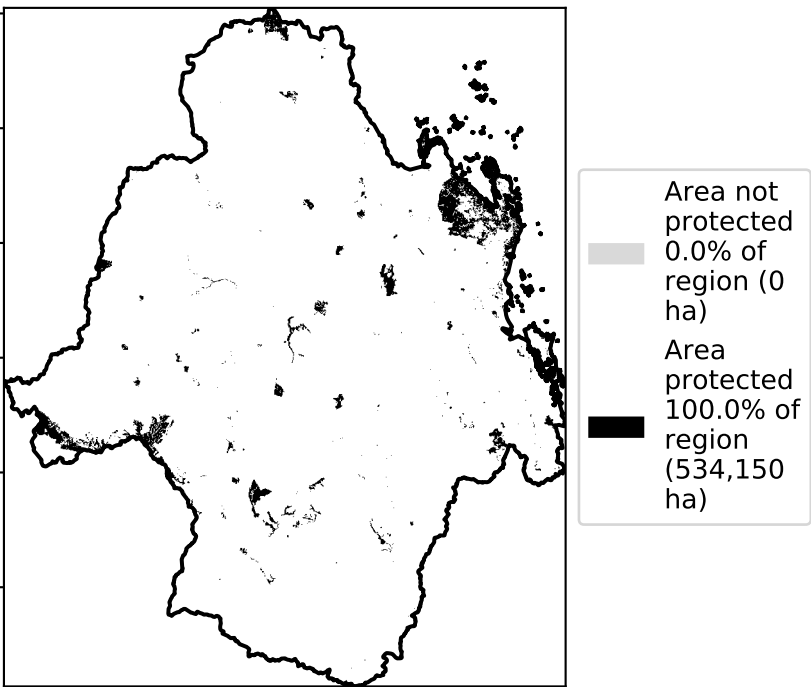 Area not
protected
0.0% of
region (0
ha)
Area
protected
100.0% of
region
(534,150
ha)